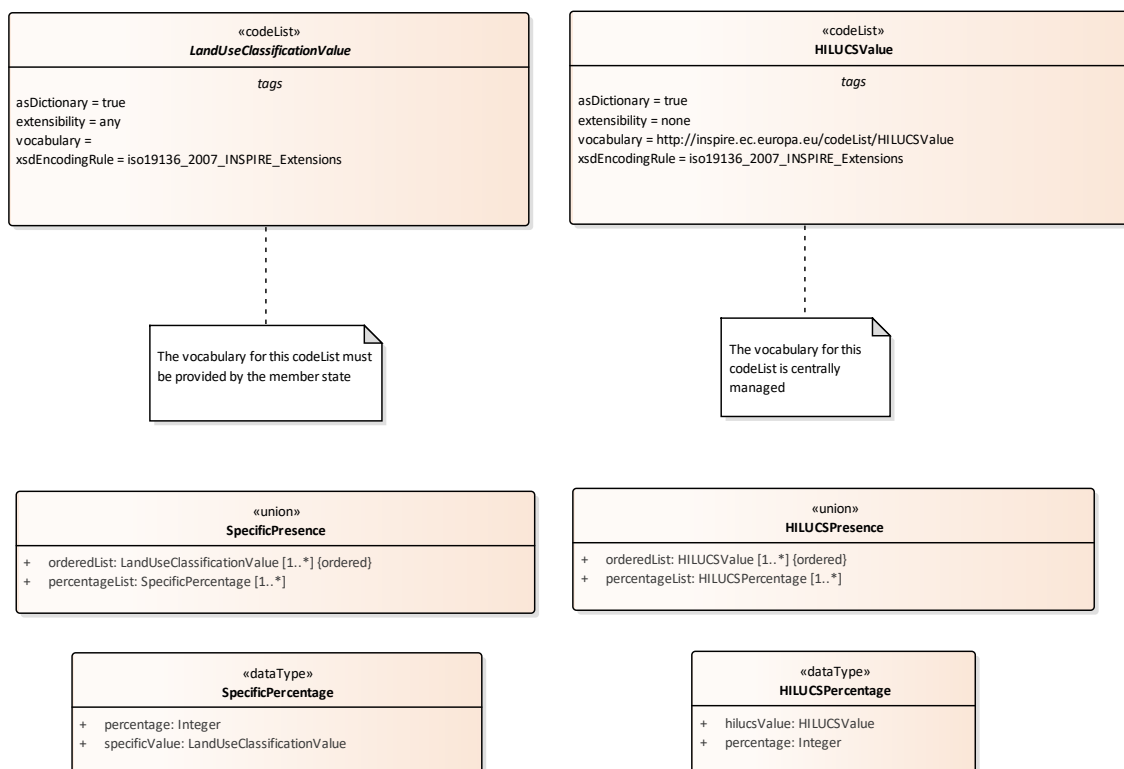 «codeList»
LandUseClassificationValue
tags
asDictionary = true
extensibility = any
vocabulary =
xsdEncodingRule = iso19136_2007_INSPIRE_Extensions
«codeList»
HILUCSValue
tags
asDictionary = true
extensibility = none
vocabulary = http://inspire.ec.europa.eu/codeList/HILUCSValue
xsdEncodingRule = iso19136_2007_INSPIRE_Extensions
The vocabulary for this codeList must
be provided by the member state
The vocabulary for this
codeList is centrally
managed
«union»
SpecificPresence
+ orderedList: LandUseClassificationValue [1..*] {ordered}
+ percentageList: SpecificPercentage [1..*]
«union»
HILUCSPresence
+ orderedList: HILUCSValue [1..*] {ordered}
+ percentageList: HILUCSPercentage [1..*]
«dataType»
SpecificPercentage
+ percentage: Integer
+ specificValue: LandUseClassificationValue
«dataType»
HILUCSPercentage
+ hilucsValue: HILUCSValue
+ percentage: Integer